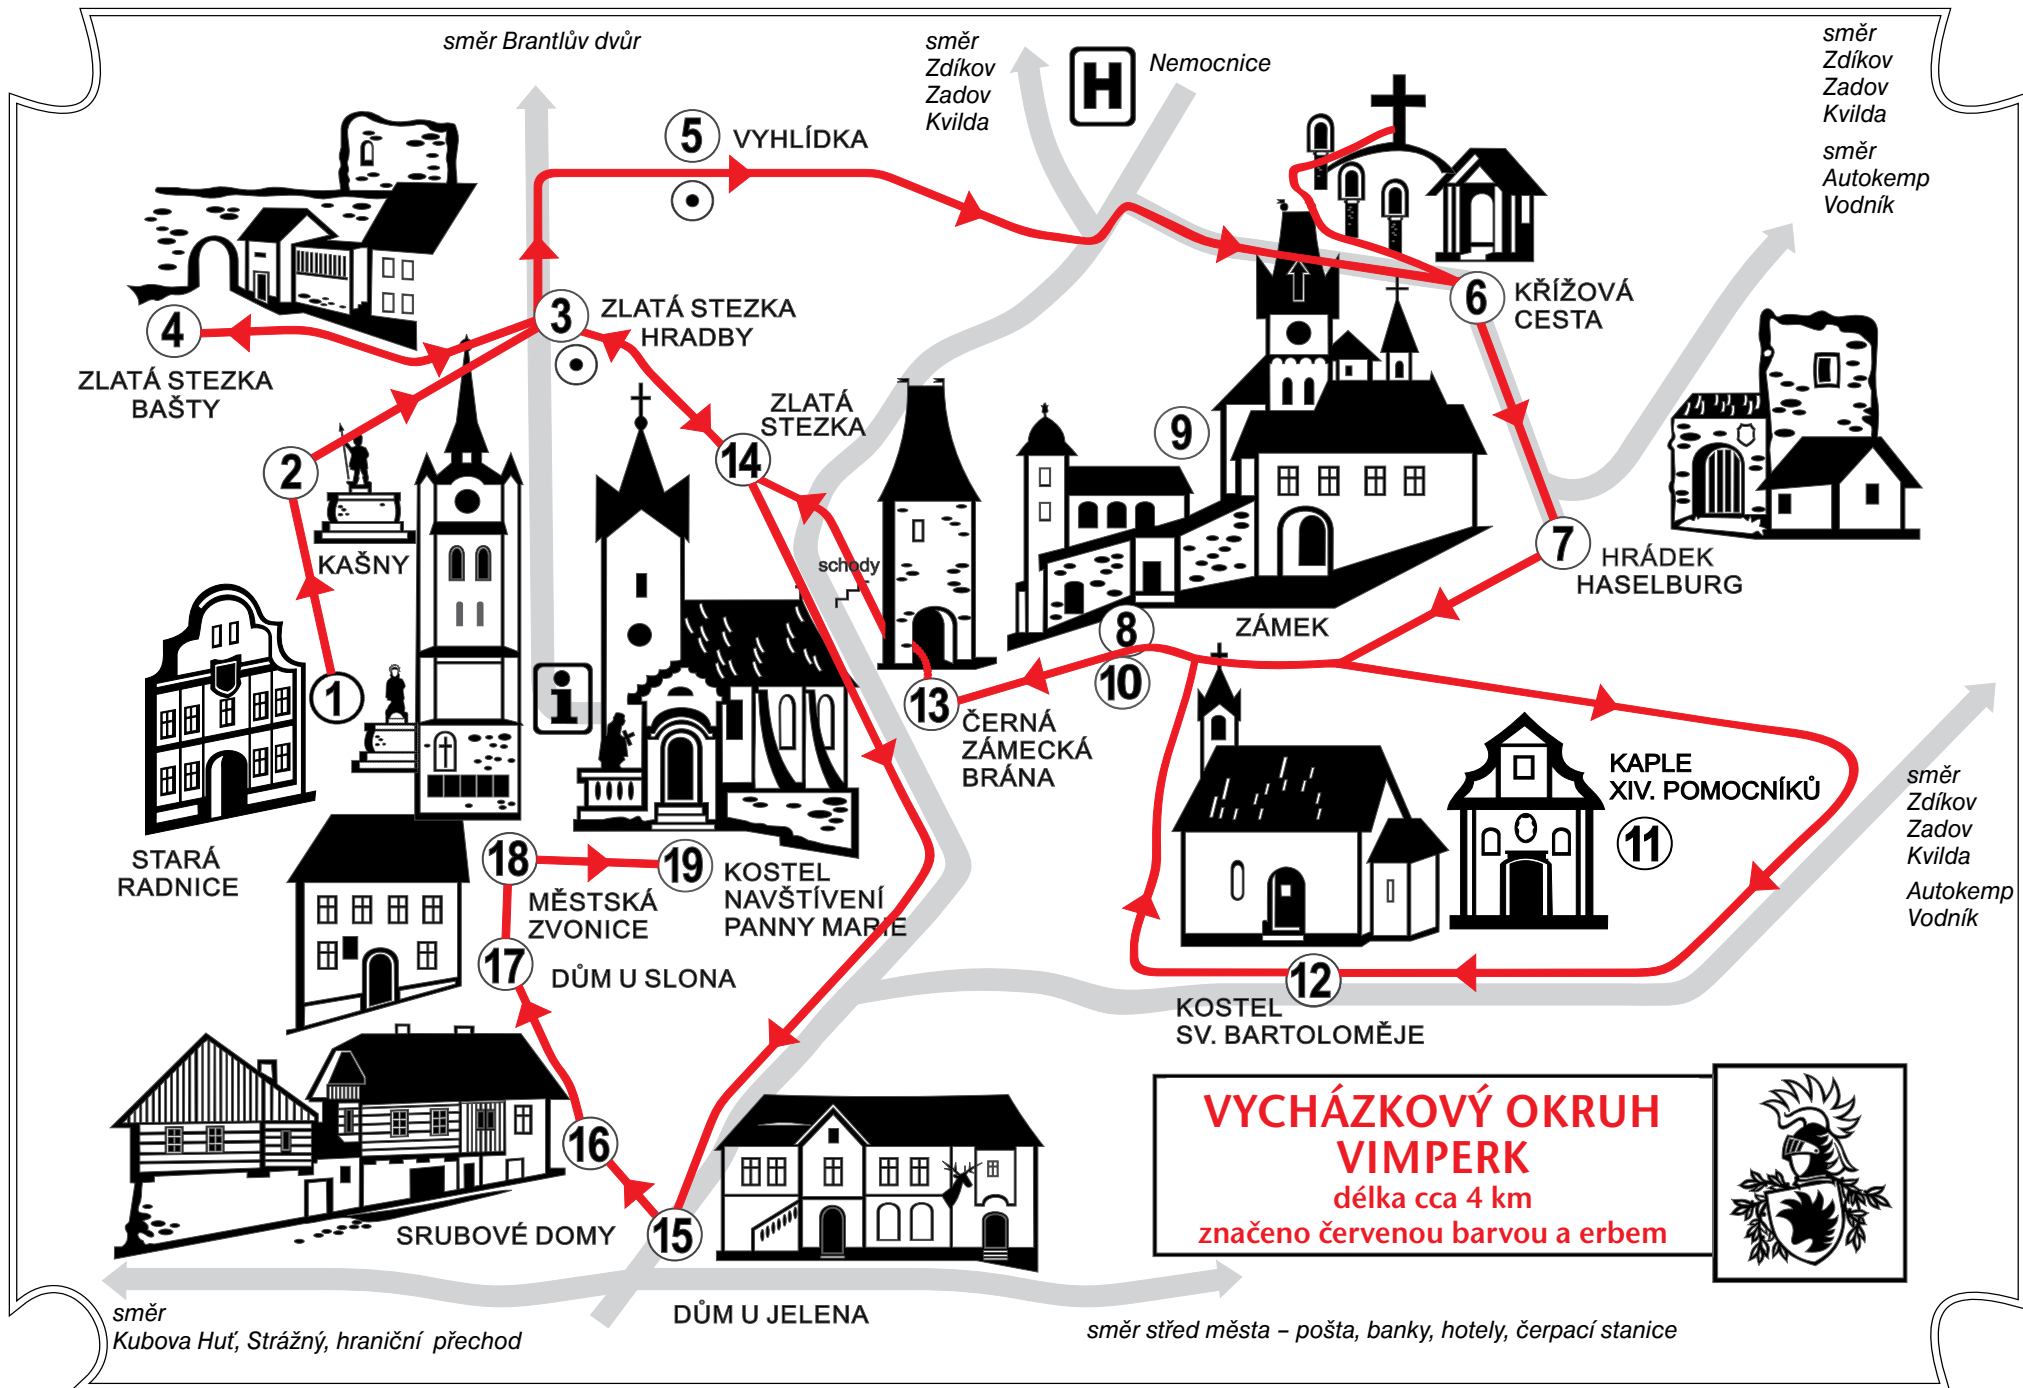 směr Brantlův dvůr
směr
Zdíkov
Zadov
Kvilda
H
Nemocnice
směr
Zdíkov
Zadov
Kvilda
směr
Autokemp
Vodník
5
VYHLÍDKA
3
ZLATÁ STEZKA
HRADBY
4
ZLATÁ STEZKA
BAŠTY
6
KŘÍŽOVÁ
CESTA
2
KAŠNY
ZLATÁ
STEZKA
14
9
schody
7
HRÁDEK
HASELBURG
8
ZÁMEK
10
1
STARÁ
RADNICE
i
13
ČERNÁ
ZÁMECKÁ
BRÁNA
KAPLE
XIV. POMOCNÍKŮ
11
směr
Zdíkov
Zadov
Kvilda
Autokemp
Vodník
18
MĚSTSKÁ
ZVONICE
19
KOSTEL
NAVŠTÍVENÍ
PANNY MARIE
17
DŮM U SLONA
12
KOSTEL
SV. BARTOLOMĚJE
16
SRUBOVÉ DOMY
15
DŮM U JELENA
VYCHÁZKOVÝ OKRUH
VIMPERK
délka cca 4 km
značeno červenou barvou a erbem
směr
Kubova Huť, Strážný, hraniční přechod
směr střed města – pošta, banky, hotely, čerpací stanice